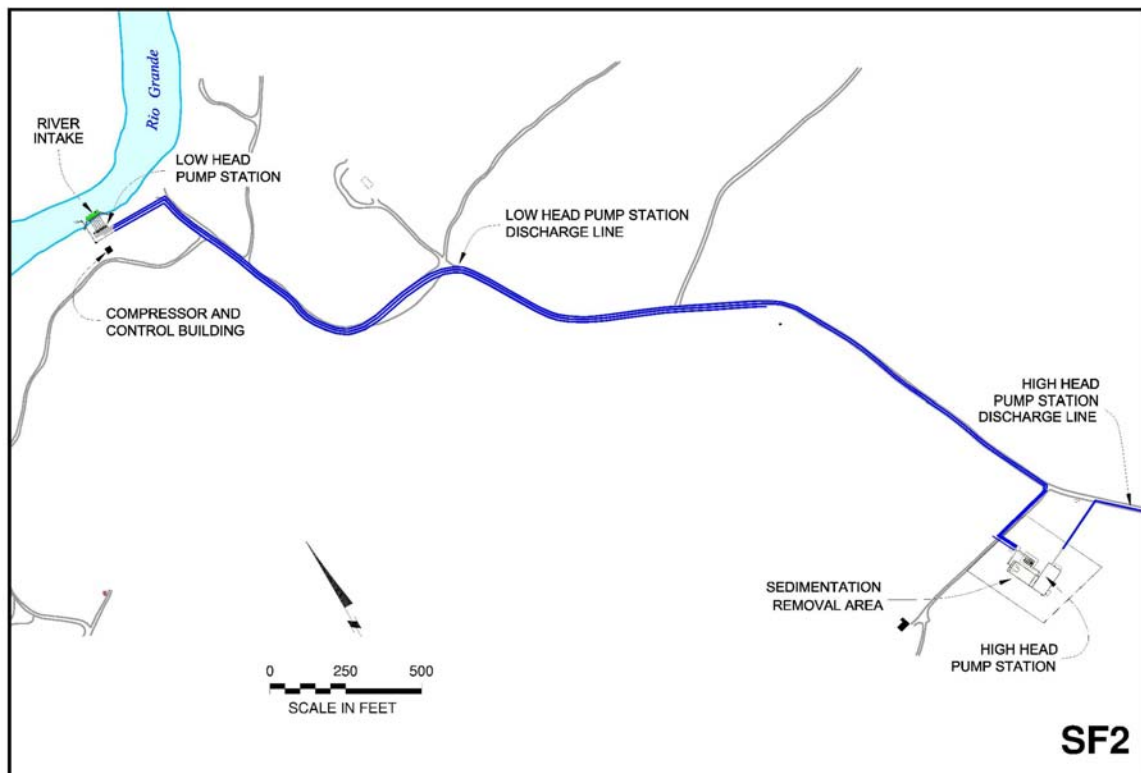 Rio Grande
RIVER
INTAKE
LOW HEAD
PUMP STATION
LOW HEAD PUMP STATION
DISCHARGE LINE
COMPRESSOR AND
CONTROL BUILDING
HIGH HEAD
PUMP STATION
DISCHARGE LINE
SEDIMENTATION
REMOVAL AREA
HIGH HEAD
PUMP STATION
0 250 500
SCALE IN FEET
SF2